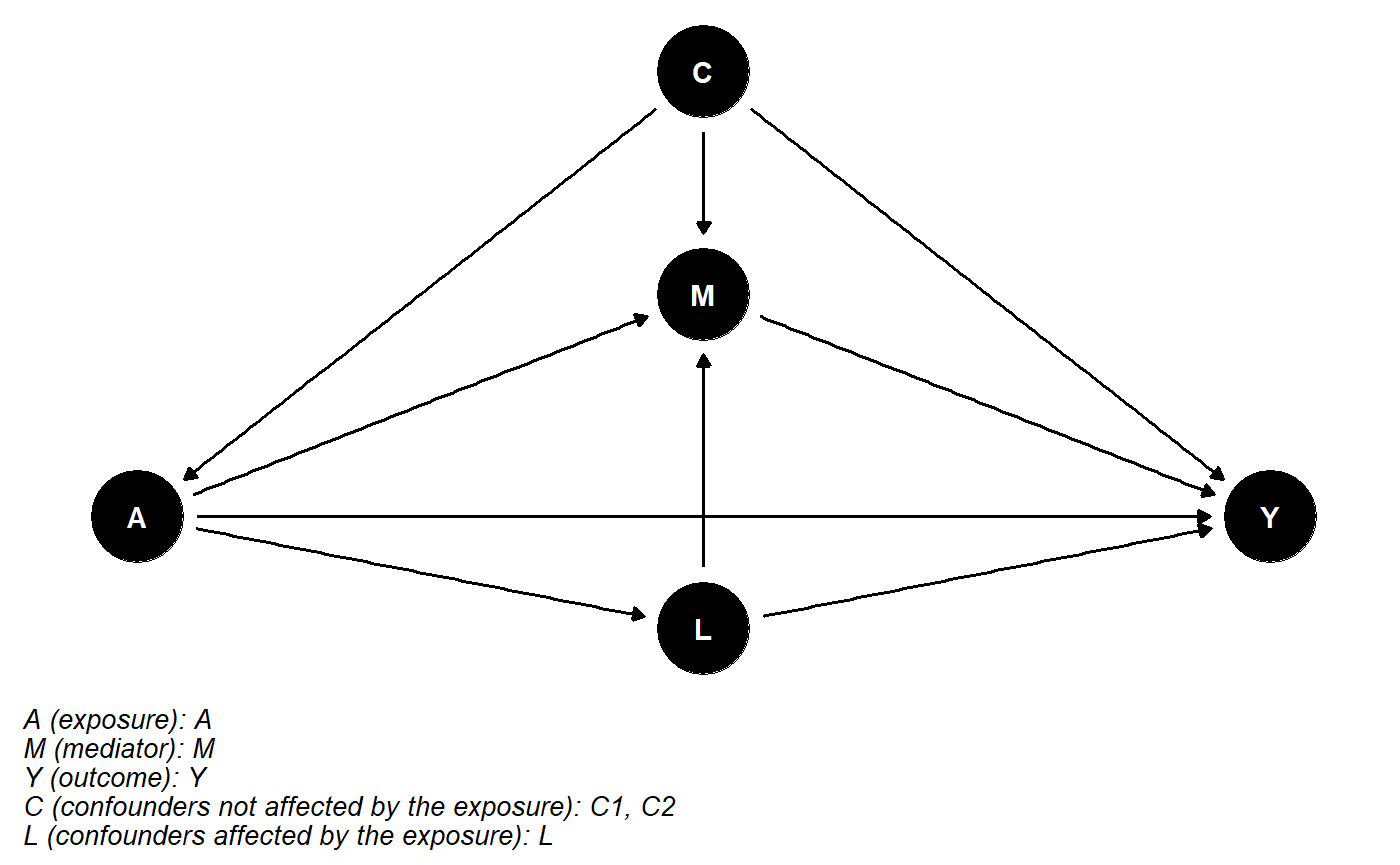 C
M
A
Y
L
A (exposure): A
M (mediator): M
Y (outcome): Y
C (confounders not affected by the exposure): C1, C2
L (confounders affected by the exposure): L